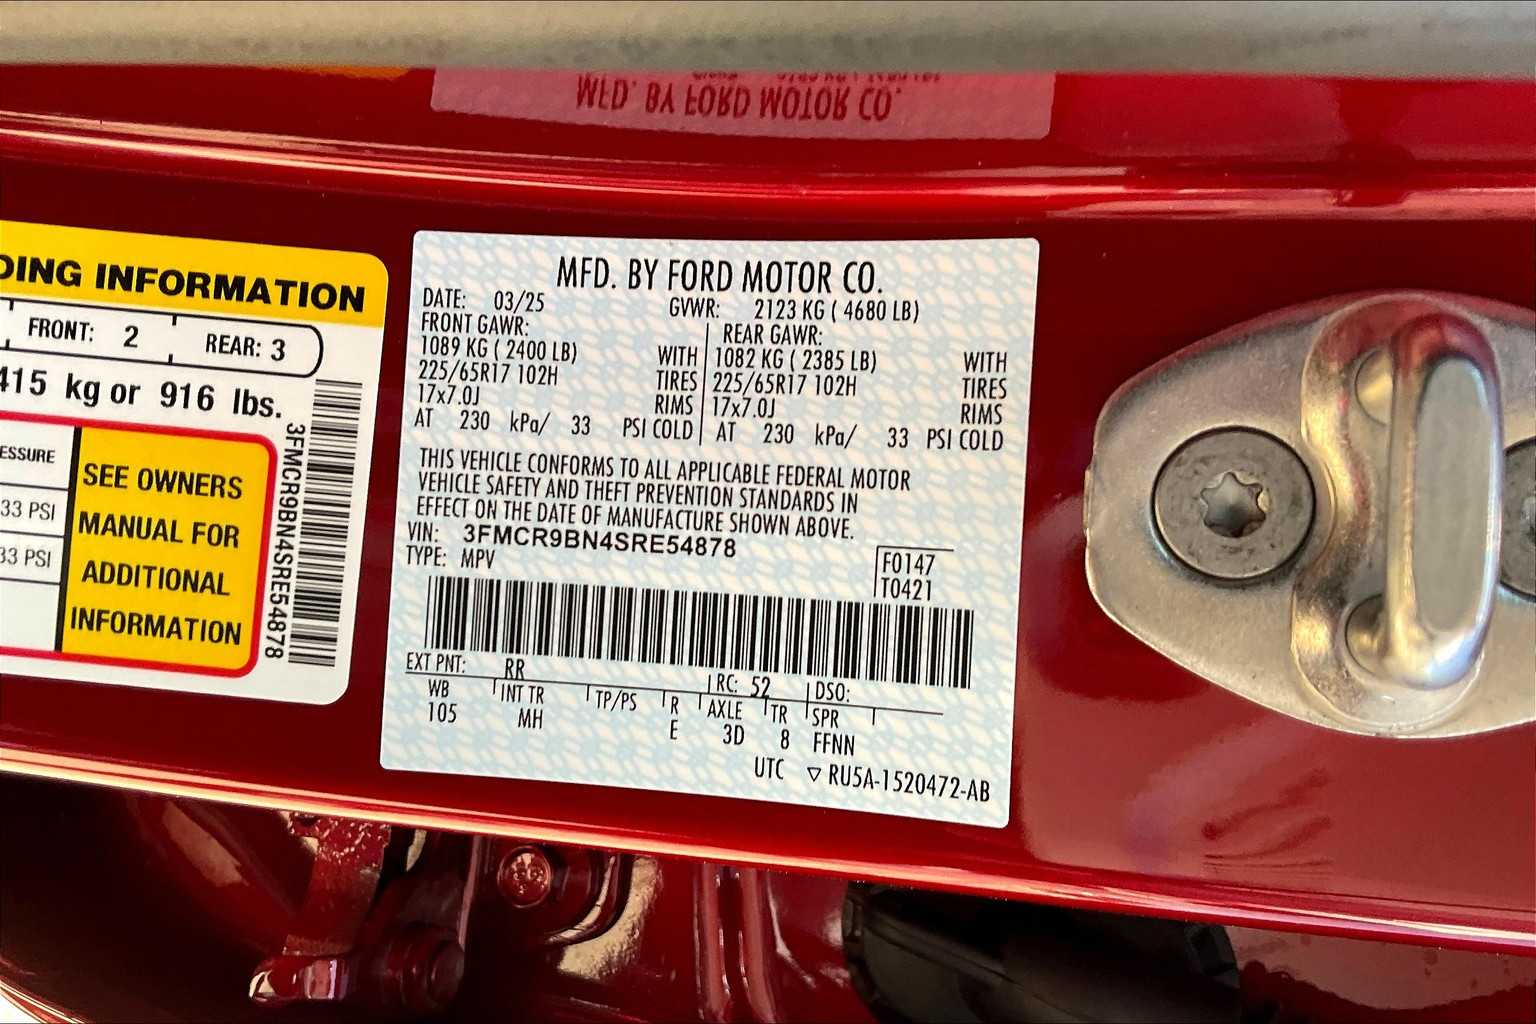 MFD. BY FORD MOTOR CO.
DING INFORMATION
FRONT: 2 REAR: 3
415 kg or 916 lbs.
ESSURE
33 PSI
33 PSI
SEE OWNERS
MANUAL FOR
ADDITIONAL
INFORMATION
3FMCR9BN4SRE54878
MFD. BY FORD MOTOR CO.
DATE: 03/25 GVWR: 2123 KG ( 4680 LB)
FRONT GAWR: REAR GAWR:
1089 KG ( 2400 LB) WITH 1082 KG ( 2385 LB) WITH
225/65R17 102H TIRES 225/65R17 102H TIRES
17x7.0J RIMS 17x7.0J RIMS
AT 230 kPa/ 33 PSI COLD AT 230 kPa/ 33 PSI COLD
THIS VEHICLE CONFORMS TO ALL APPLICABLE FEDERAL MOTOR
VEHICLE SAFETY AND THEFT PREVENTION STANDARDS IN
EFFECT ON THE DATE OF MANUFACTURE SHOWN ABOVE.
VIN: 3FMCR9BN4SRE54878
TYPE: MPV
F0147
T0421
EXT PNT: RR RC: 52 DSO:
WB INT TR TP/PS R AXLE TR SPR
105 MH E 3D 8 FFNN
UTC ▽ RU5A-1520472-AB